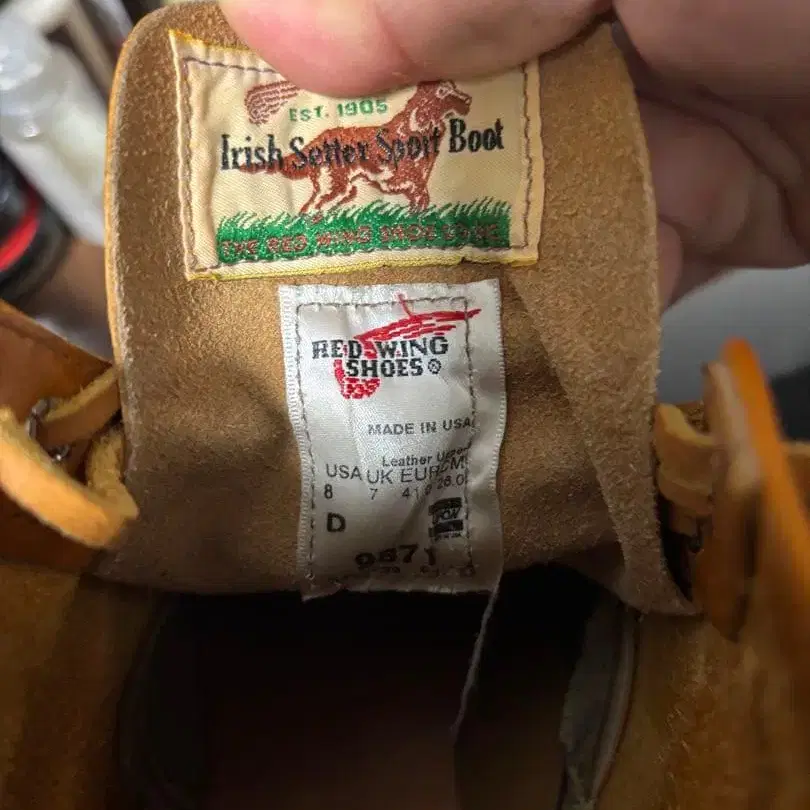 EST. 1905
Irish Setter Sport Boot
THE RED WING SHOE CO.
RED WING
SHOES ®
MADE IN USA
Leather
USA UK EUR CM
8 7 41 26.0
D